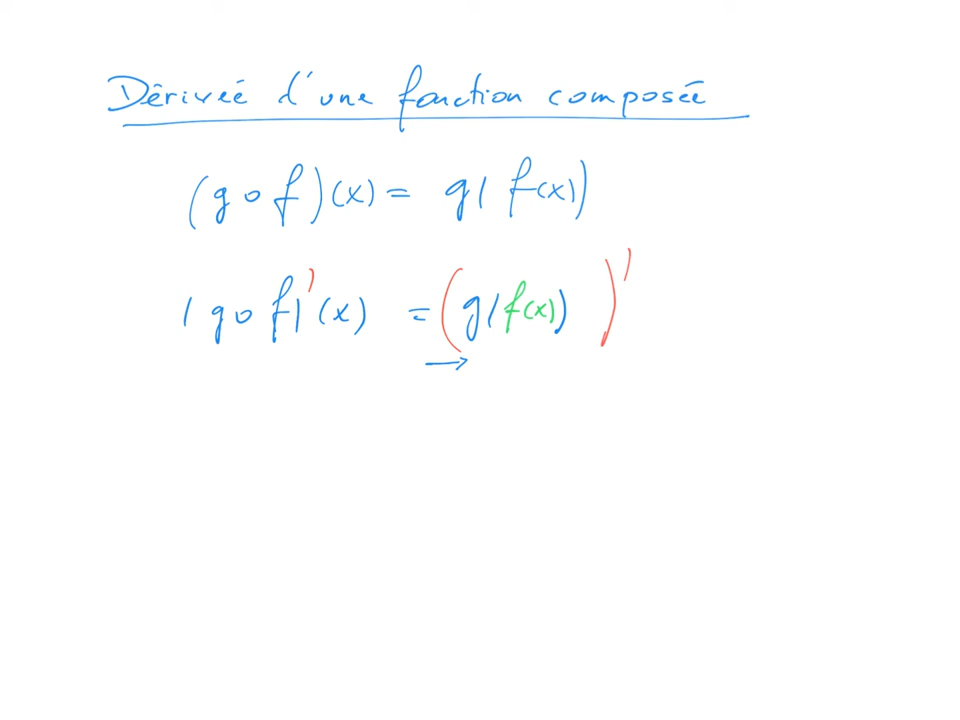 Dérivée d'une fonction composée
(g o f)(x) = g(f(x))
(g o f)'(x) = (g(f(x)))'
→